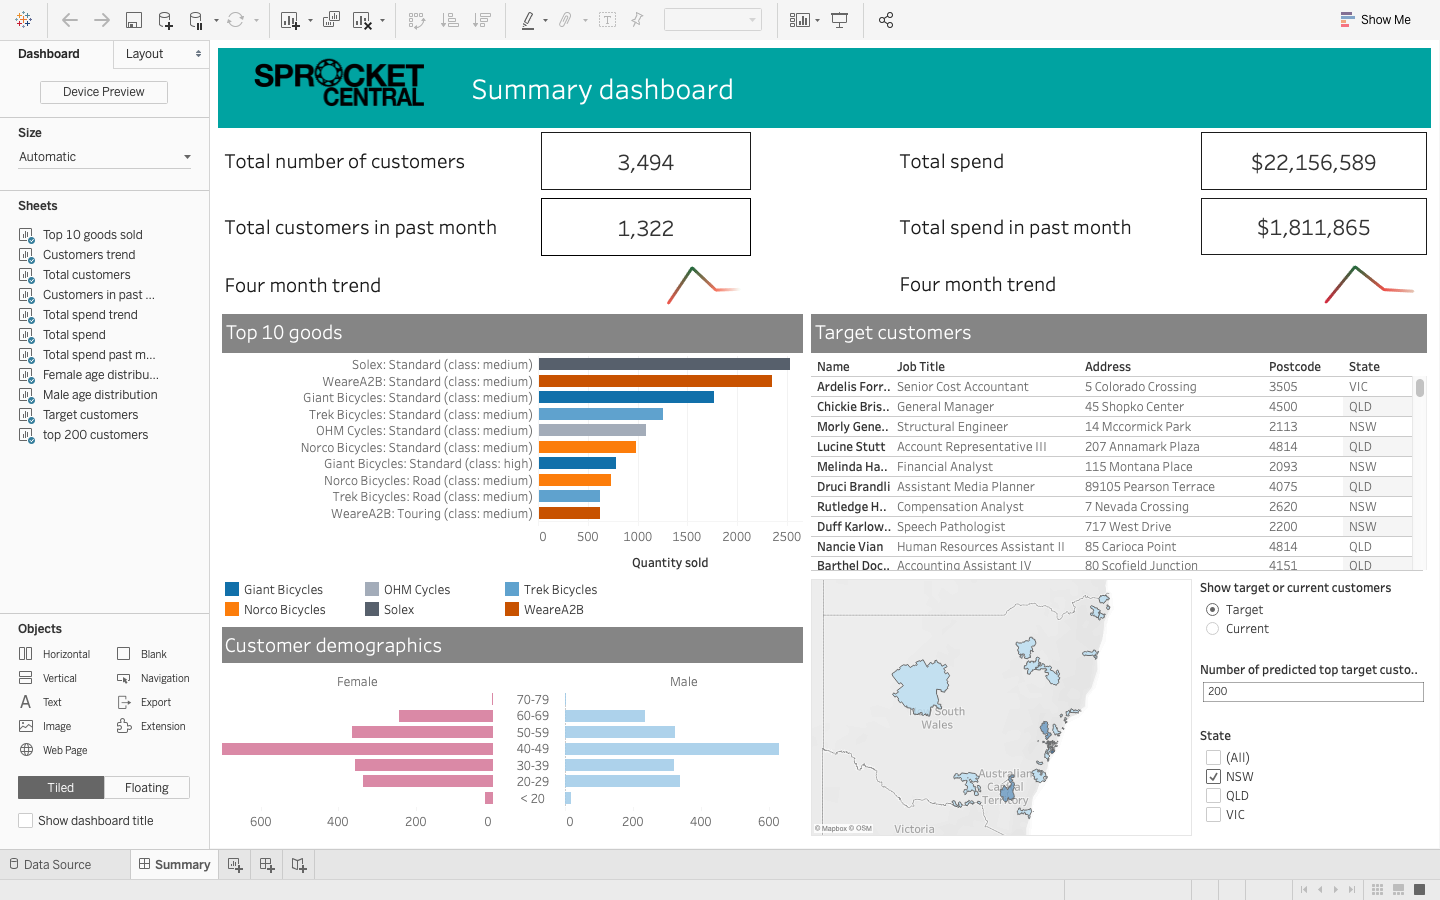 Show Me
Dashboard
Layout
Device Preview
Size
Automatic
Sheets
Top 10 goods sold
Customers trend
Total customers
Customers in past ...
Total spend trend
Total spend
Total spend past m...
Female age distribu...
Male age distribution
Target customers
top 200 customers
Objects
Horizontal
Blank
Vertical
Navigation
Text
Export
Image
Extension
Web Page
Tiled
Floating
Show dashboard title
SPROCKET
CENTRAL
Summary dashboard
Total number of customers
3,494
Total spend
$22,156,589
Total customers in past month
1,322
Total spend in past month
$1,811,865
Four month trend
Four month trend
Top 10 goods
Solex: Standard (class: medium)
WeareA2B: Standard (class: medium)
Giant Bicycles: Standard (class: medium)
Trek Bicycles: Standard (class: medium)
OHM Cycles: Standard (class: medium)
Norco Bicycles: Standard (class: medium)
Giant Bicycles: Standard (class: high)
Norco Bicycles: Road (class: medium)
Trek Bicycles: Road (class: medium)
WeareA2B: Touring (class: medium)
0 500 1000 1500 2000 2500
Quantity sold
Giant Bicycles OHM Cycles Trek Bicycles
Norco Bicycles Solex WeareA2B
Customer demographics
Female Male
70-79
60-69
50-59
40-49
30-39
20-29
< 20
600 400 200 0 0 200 400 600
Target customers
Name Job Title Address Postcode State
Ardelis Forr.. Senior Cost Accountant 5 Colorado Crossing 3505 VIC
Chickie Bris.. General Manager 45 Shopko Center 4500 QLD
Morly Gene.. Structural Engineer 14 Mccormick Park 2113 NSW
Lucine Stutt Account Representative III 207 Annamark Plaza 4814 QLD
Melinda Ha.. Financial Analyst 115 Montana Place 2093 NSW
Druci Brandli Assistant Media Planner 89105 Pearson Terrace 4075 QLD
Rutledge H.. Compensation Analyst 7 Nevada Crossing 2620 NSW
Duff Karlow.. Speech Pathologist 717 West Drive 2200 NSW
Nancie Vian Human Resources Assistant II 85 Carioca Point 4814 QLD
Barthel Doc.. Accounting Assistant IV 80 Scofield Junction 4151 QLD
South
Wales
Australian
Capital
Territory
Victoria
© Mapbox © OSM
Show target or current customers
Target
Current
Number of predicted top target custo..
200
State
(All)
NSW
QLD
VIC
Data Source
Summary